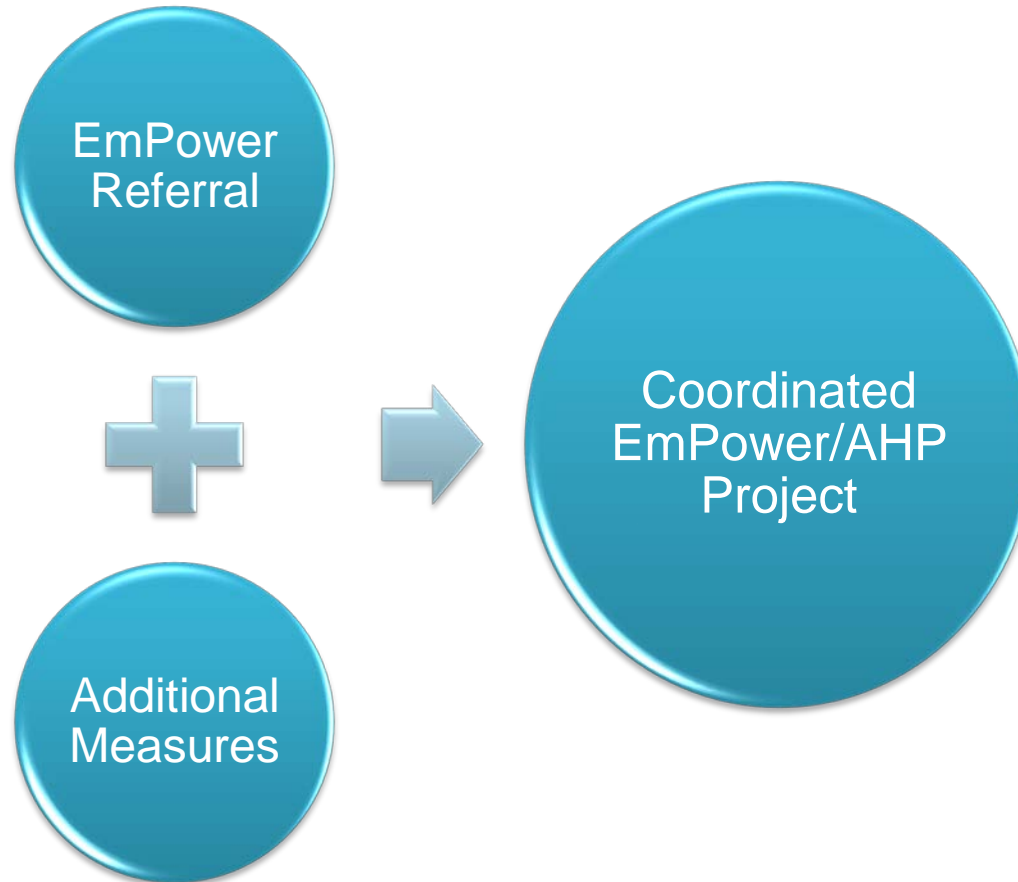 EmPower
Referral
Additional
Measures
Coordinated
EmPower/AHP
Project